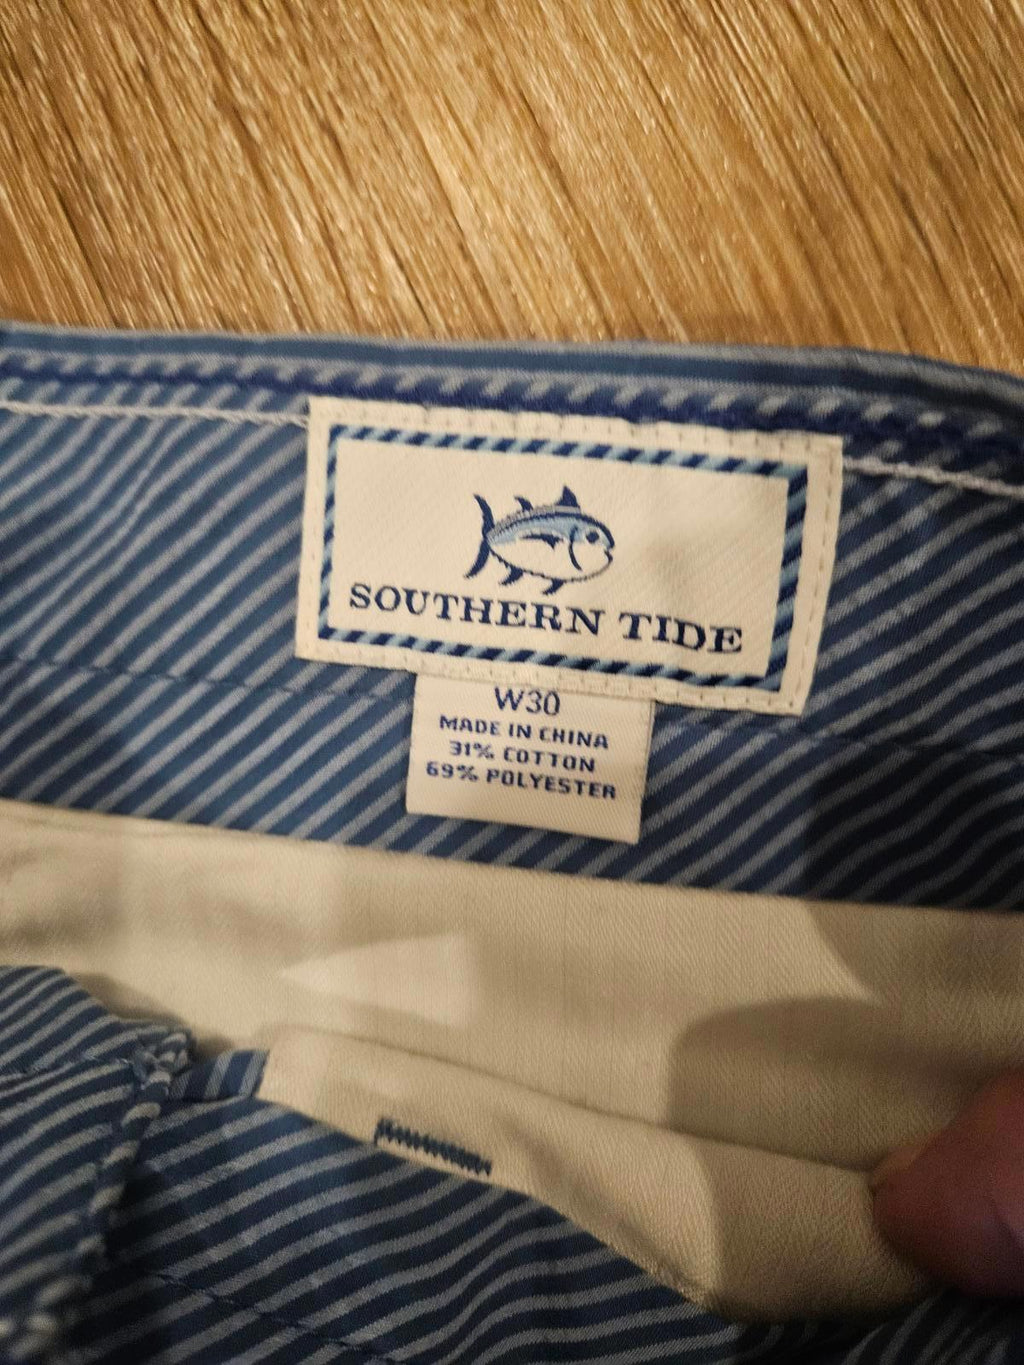 SOUTHERN TIDE
W30
MADE IN CHINA
31% COTTON
69% POLYESTER